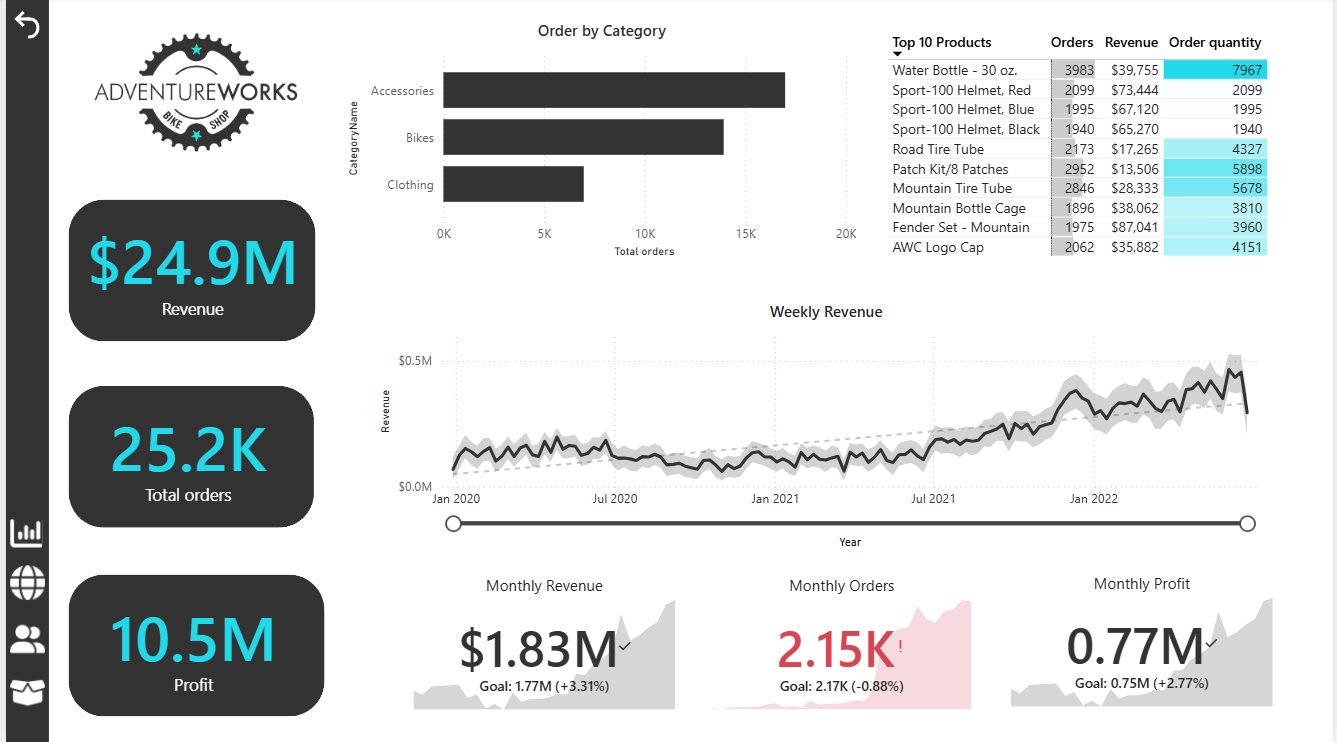 ADVENTUREWORKS
BIKE SHOP
$24.9M
Revenue
25.2K
Total orders
10.5M
Profit
Order by Category
CategoryName
Accessories
Bikes
Clothing
0K 5K 10K 15K 20K
Total orders
Top 10 Products Orders Revenue Order quantity
Water Bottle - 30 oz. 3983 $39,755 7967
Sport-100 Helmet, Red 2099 $73,444 2099
Sport-100 Helmet, Blue 1995 $67,120 1995
Sport-100 Helmet, Black 1940 $65,270 1940
Road Tire Tube 2173 $17,265 4327
Patch Kit/8 Patches 2952 $13,506 5898
Mountain Tire Tube 2846 $28,333 5678
Mountain Bottle Cage 1896 $38,062 3810
Fender Set - Mountain 1975 $87,041 3960
AWC Logo Cap 2062 $35,882 4151
Weekly Revenue
Revenue
$0.5M
$0.0M
Jan 2020 Jul 2020 Jan 2021 Jul 2021 Jan 2022
Year
Monthly Revenue
$1.83M
Goal: 1.77M (+3.31%)
Monthly Orders
2.15K!
Goal: 2.17K (-0.88%)
Monthly Profit
0.77M
Goal: 0.75M (+2.77%)